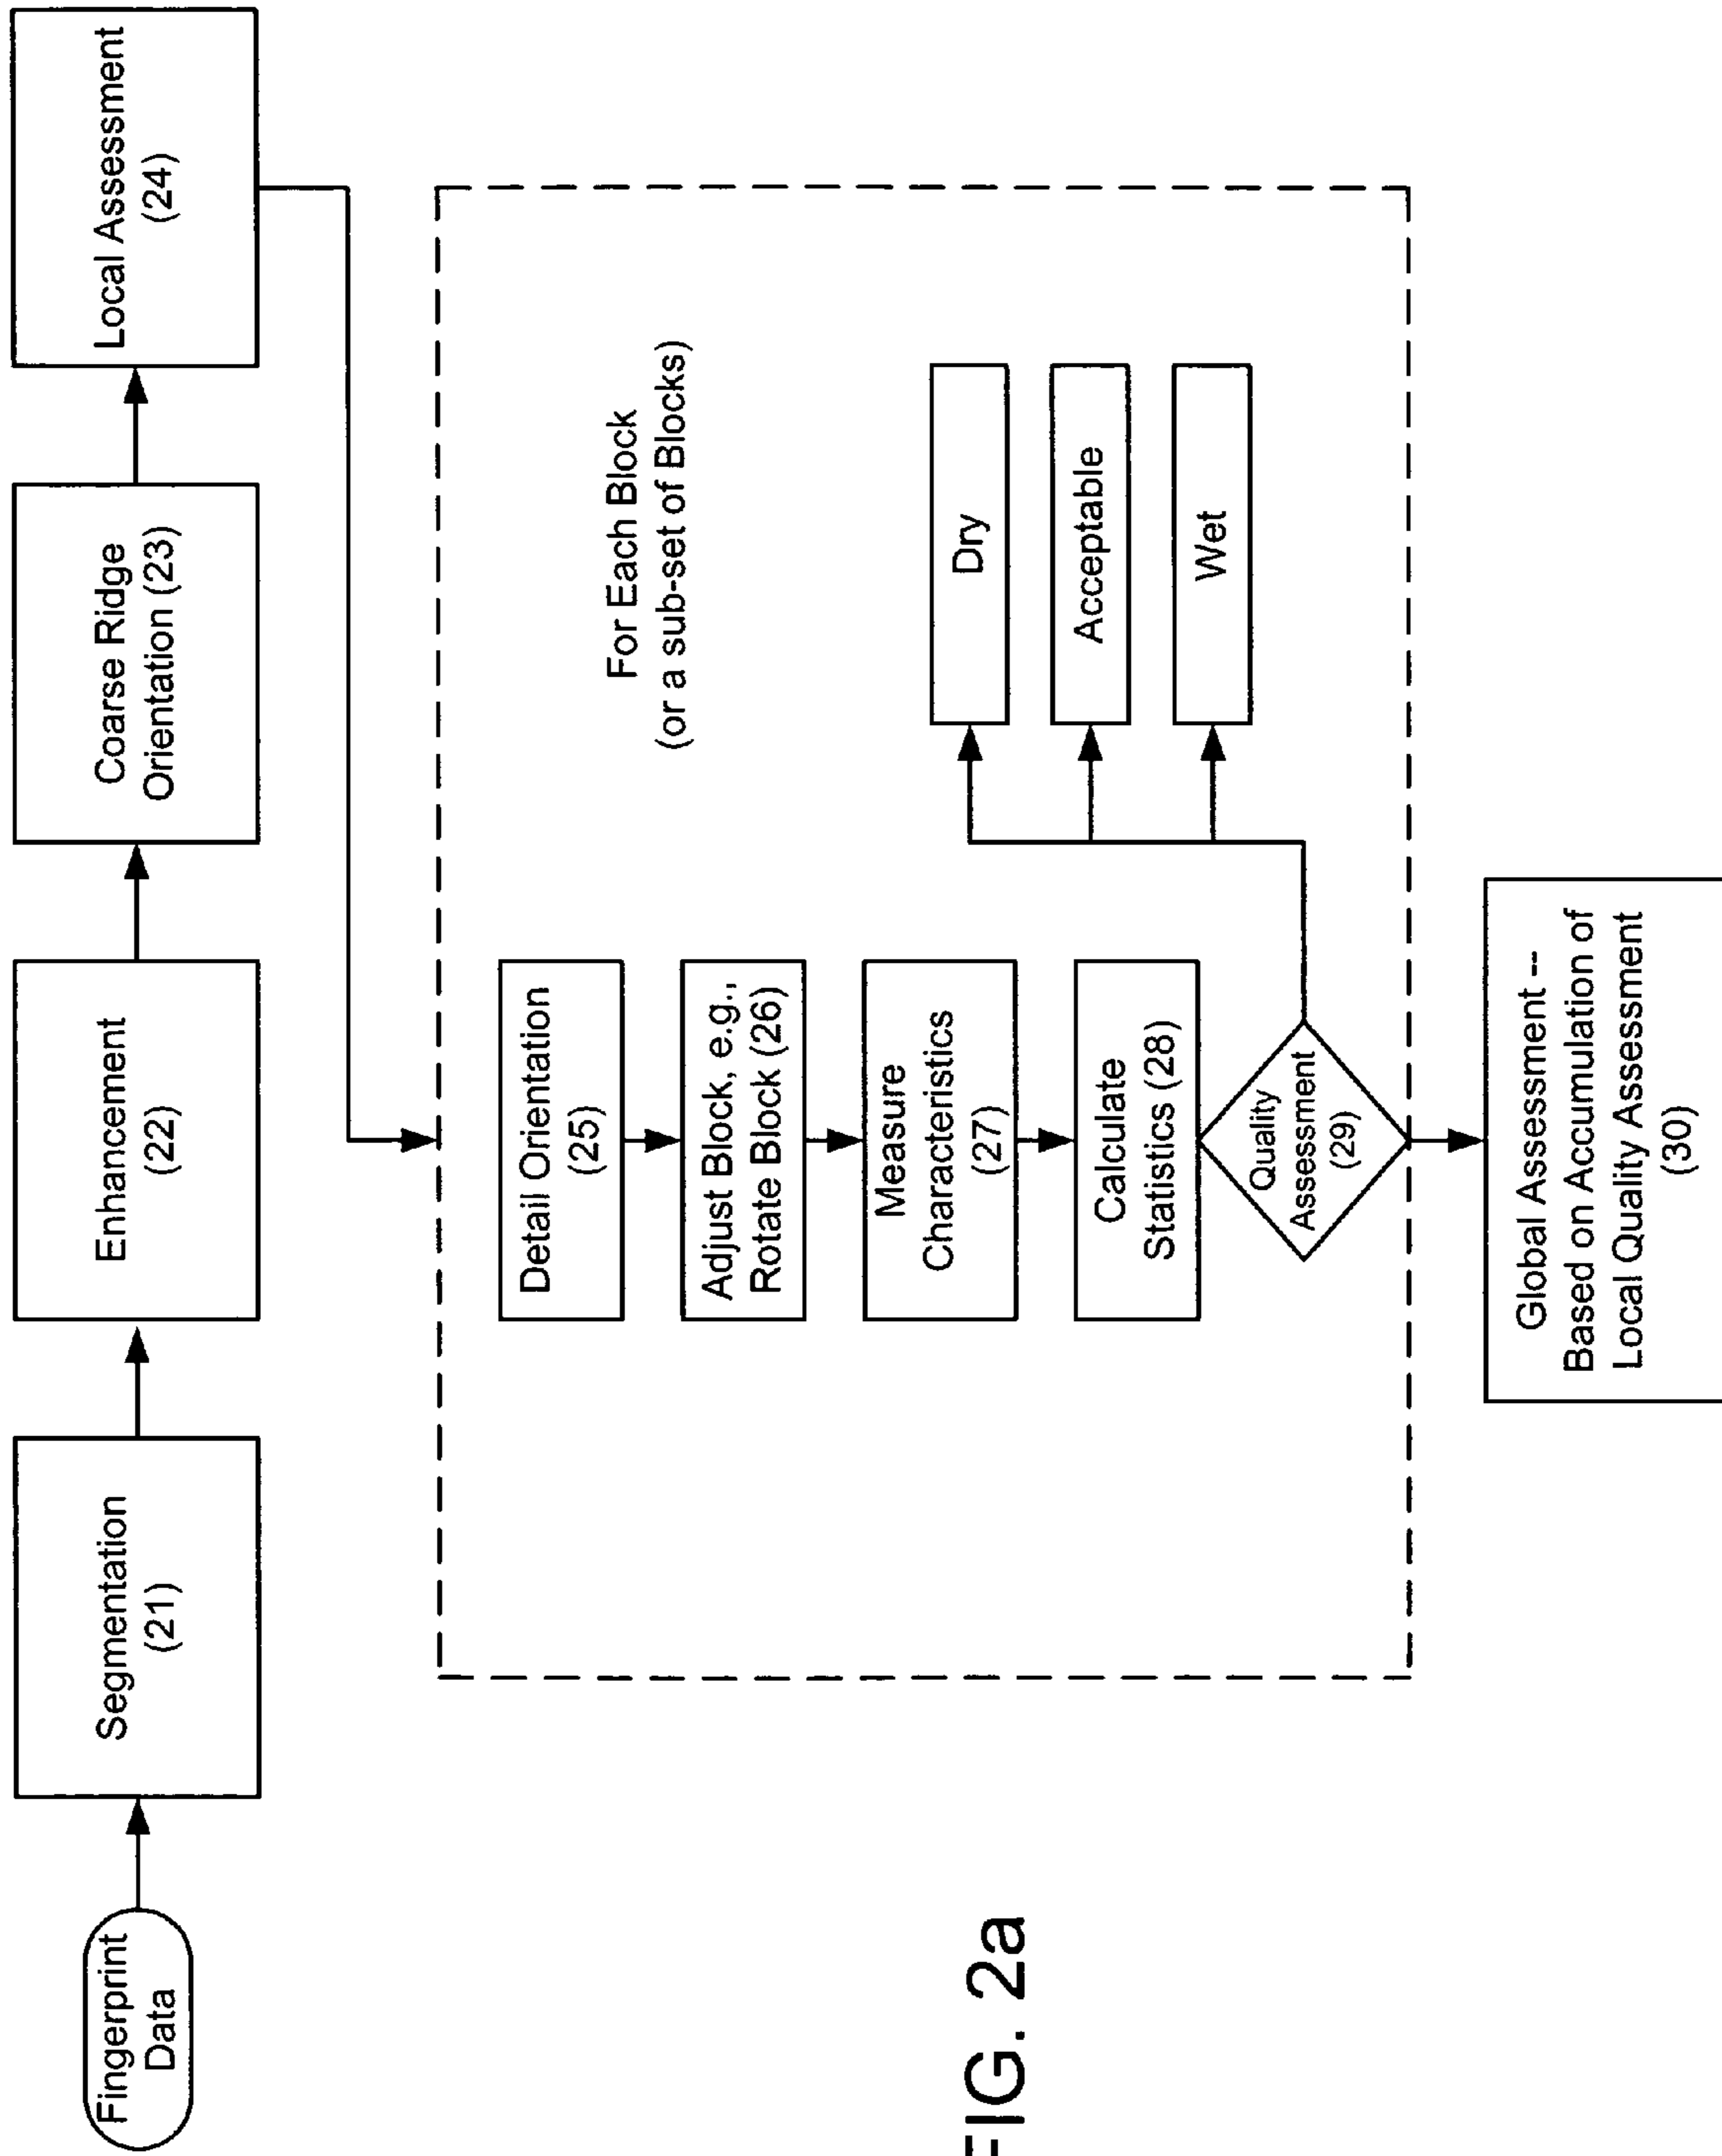 Fingerprint
Data
Segmentation
(21)
Enhancement
(22)
Coarse Ridge
Orientation (23)
Local Assessment
(24)
For Each Block
(or a sub-set of Blocks)
Detail Orientation
(25)
Adjust Block, e.g.,
Rotate Block (26)
Measure
Characteristics
(27)
Calculate
Statistics (28)
Quality
Assessment
(29)
Dry
Acceptable
Wet
Global Assessment --
Based on Accumulation of
Local Quality Assessment
(30)
FIG. 2a